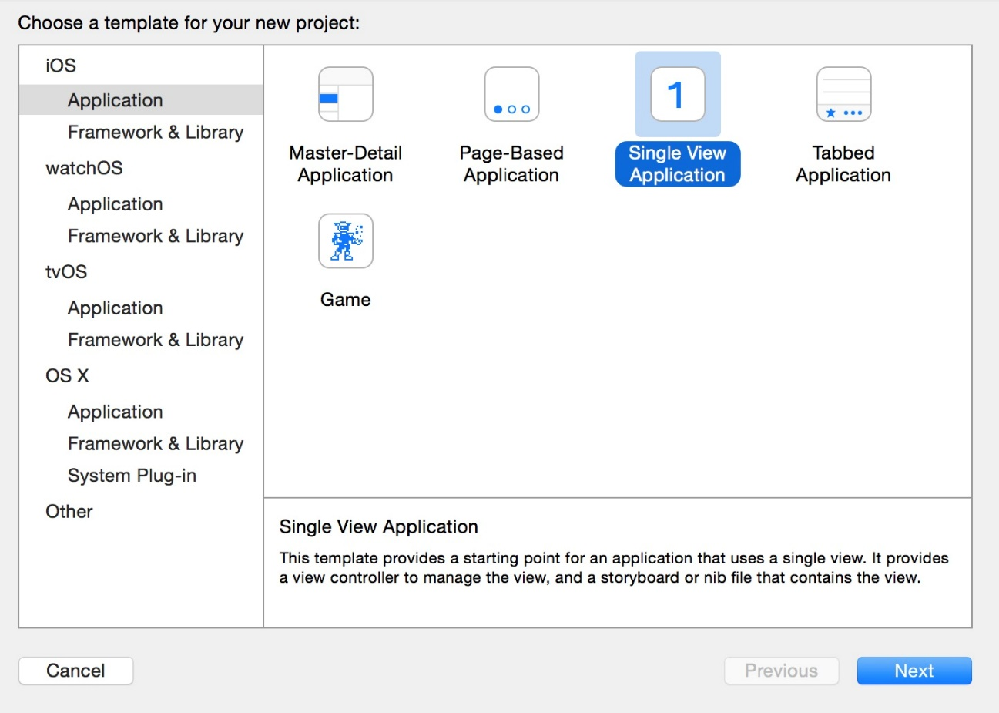 Choose a template for your new project:
iOS
Application
Framework & Library
watchOS
Application
Framework & Library
tvOS
Application
Framework & Library
OS X
Application
Framework & Library
System Plug-in
Other
Master-Detail
Application
Page-Based
Application
1
Single View
Application
Tabbed
Application
Game
Single View Application
This template provides a starting point for an application that uses a single view. It provides
a view controller to manage the view, and a storyboard or nib file that contains the view.
Cancel
Previous
Next